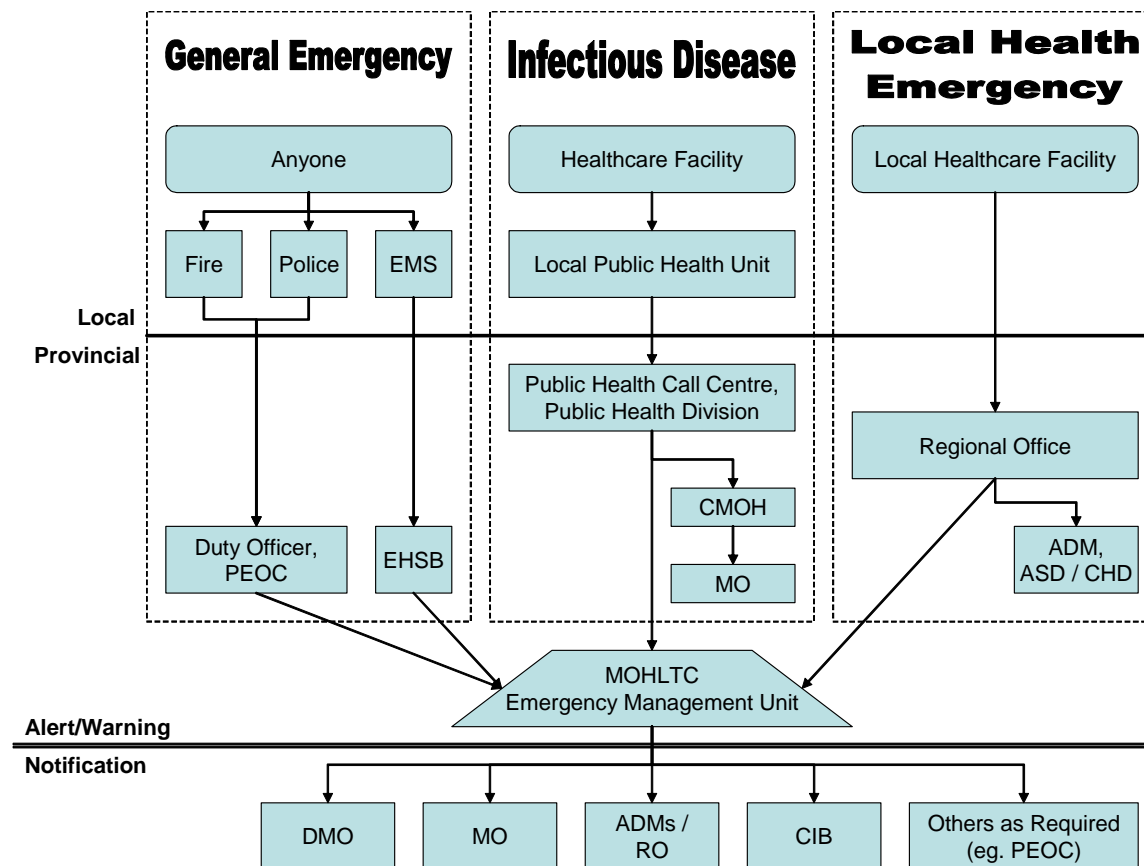 General Emergency
Infectious Disease
Local Health
Emergency
Anyone
Healthcare Facility
Local Healthcare Facility
Fire
Police
EMS
Local Public Health Unit
Local
Provincial
Public Health Call Centre,
Public Health Division
Regional Office
CMOH
Duty Officer,
PEOC
EHSB
MO
ADM,
ASD / CHD
MOHLTC
Emergency Management Unit
Alert/Warning
Notification
DMO
MO
ADMs /
RO
CIB
Others as Required
(eg. PEOC)